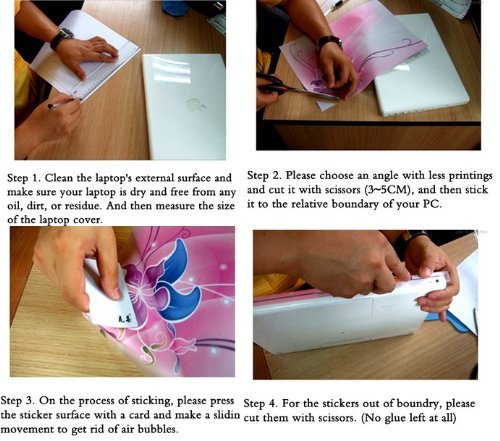 Step 1. Clean the laptop's external surface and
make sure your laptop is dry and free from any
oil, dirt, or residue. And then measure the size
of the laptop cover.
Step 2. Please choose an angle with less printings
and cut it with scissors (3~5CM), and then stick
it to the relative boundary of your PC.
Step 3. On the process of sticking, please press
the sticker surface with a card and make a slidin
movement to get rid of air bubbles.
Step 4. For the stickers out of boundry, please
cut them with scissors. (No glue left at all)